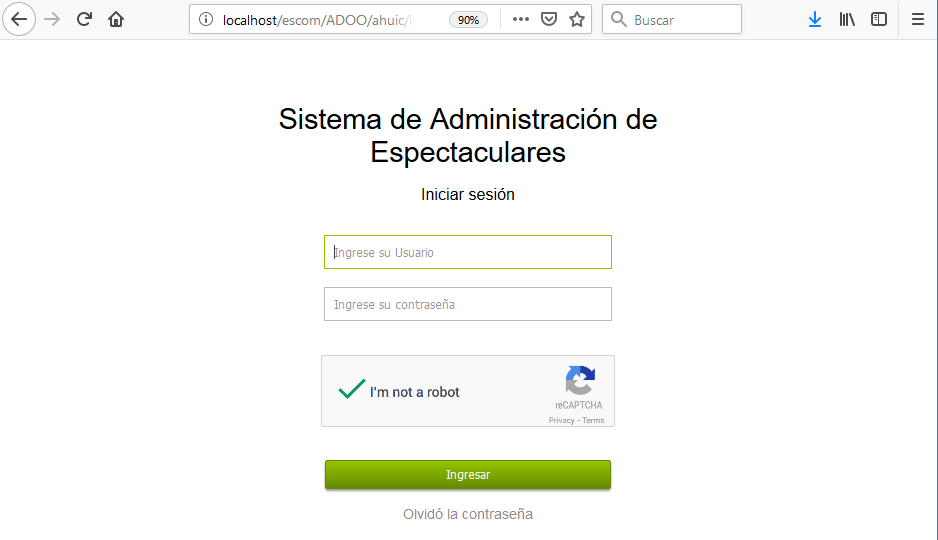 localhost/escom/ADOO/ahuic/
90%
Buscar
Sistema de Administración de
Espectaculares
Iniciar sesión
Ingrese su Usuario
Ingrese su contraseña
I'm not a robot
reCAPTCHA
Privacy - Terms
Ingresar
Olvidó la contraseña